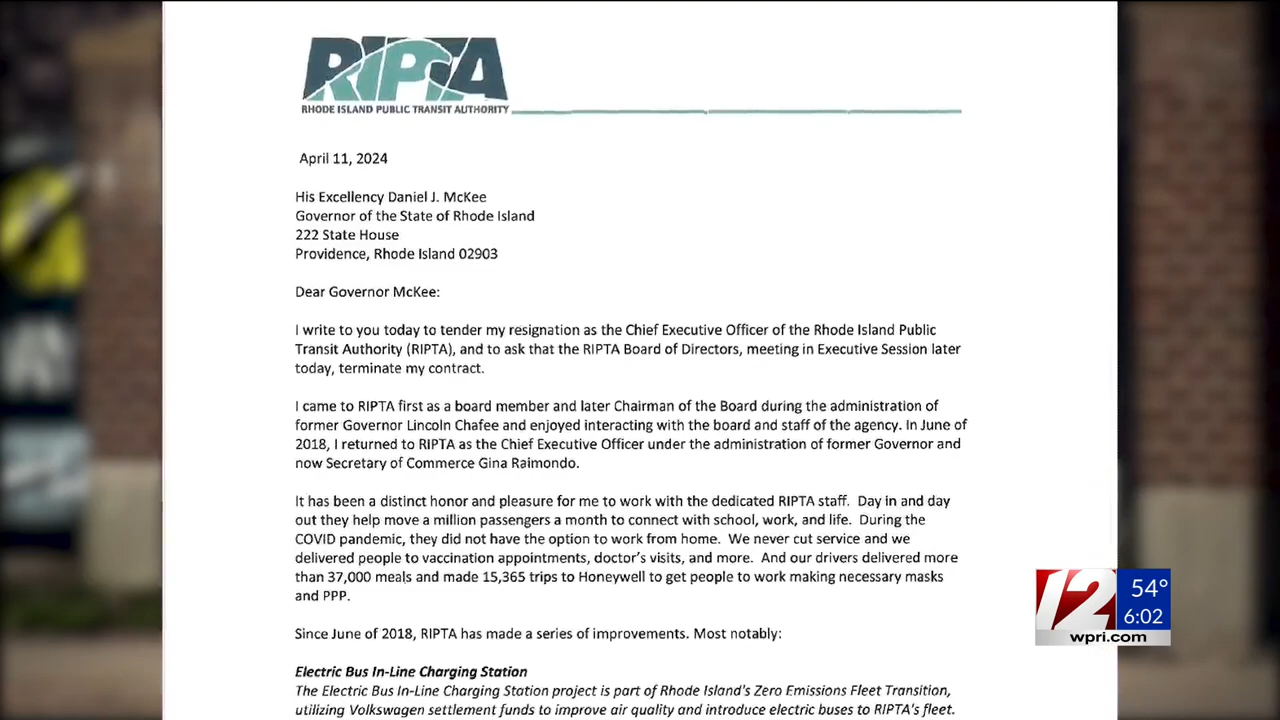 RIPTA
RHODE ISLAND PUBLIC TRANSIT AUTHORITY
April 11, 2024
His Excellency Daniel J. McKee
Governor of the State of Rhode Island
222 State House
Providence, Rhode Island 02903
Dear Governor McKee:
I write to you today to tender my resignation as the Chief Executive Officer of the Rhode Island Public
Transit Authority (RIPTA), and to ask that the RIPTA Board of Directors, meeting in Executive Session later
today, terminate my contract.
I came to RIPTA first as a board member and later Chairman of the Board during the administration of
former Governor Lincoln Chafee and enjoyed interacting with the board and staff of the agency. In June of
2018, I returned to RIPTA as the Chief Executive Officer under the administration of former Governor and
now Secretary of Commerce Gina Raimondo.
It has been a distinct honor and pleasure for me to work with the dedicated RIPTA staff. Day in and day
out they help move a million passengers a month to connect with school, work, and life. During the
COVID pandemic, they did not have the option to work from home. We never cut service and we
delivered people to vaccination appointments, doctor's visits, and more. And our drivers delivered more
than 37,000 meals and made 15,365 trips to Honeywell to get people to work making necessary masks
and PPP.
Since June of 2018, RIPTA has made a series of improvements. Most notably:
Electric Bus In-Line Charging Station
The Electric Bus In-Line Charging Station project is part of Rhode Island's Zero Emissions Fleet Transition,
utilizing Volkswagen settlement funds to improve air quality and introduce electric buses to RIPTA's fleet.
12
54°
6:02
wpri.com